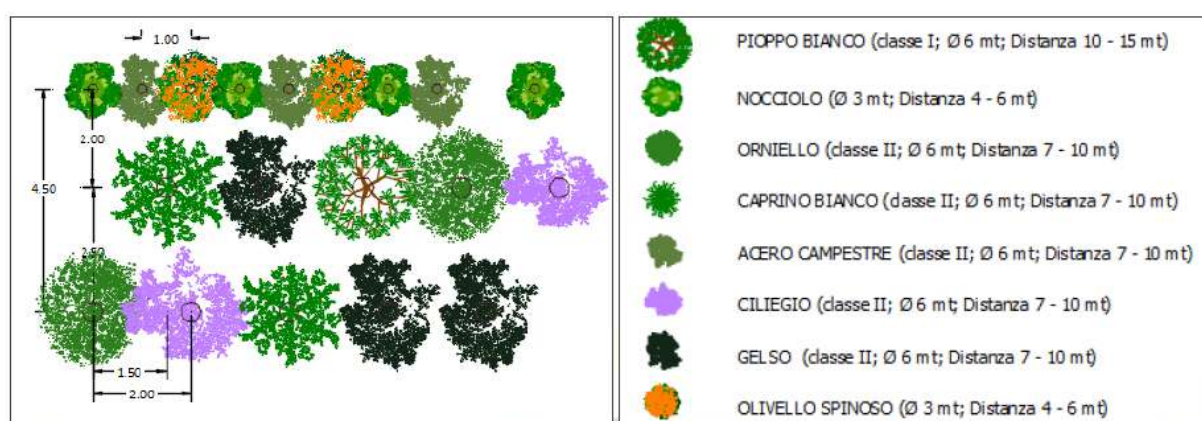 1.00
2.00
4.50
2.50
1.50
2.00
PIOPPO BIANCO (classe I; Ø 6 mt; Distanza 10 - 15 mt)
NOCCIOLO (Ø 3 mt; Distanza 4 - 6 mt)
ORNIELLO (classe II; Ø 6 mt; Distanza 7 - 10 mt)
CAPRINO BIANCO (classe II; Ø 6 mt; Distanza 7 - 10 mt)
ACERO CAMPESTRE (classe II; Ø 6 mt; Distanza 7 - 10 mt)
CILIEGIO (classe II; Ø 6 mt; Distanza 7 - 10 mt)
GELSO (classe II; Ø 6 mt; Distanza 7 - 10 mt)
OLIVELLO SPINOSO (Ø 3 mt; Distanza 4 - 6 mt)